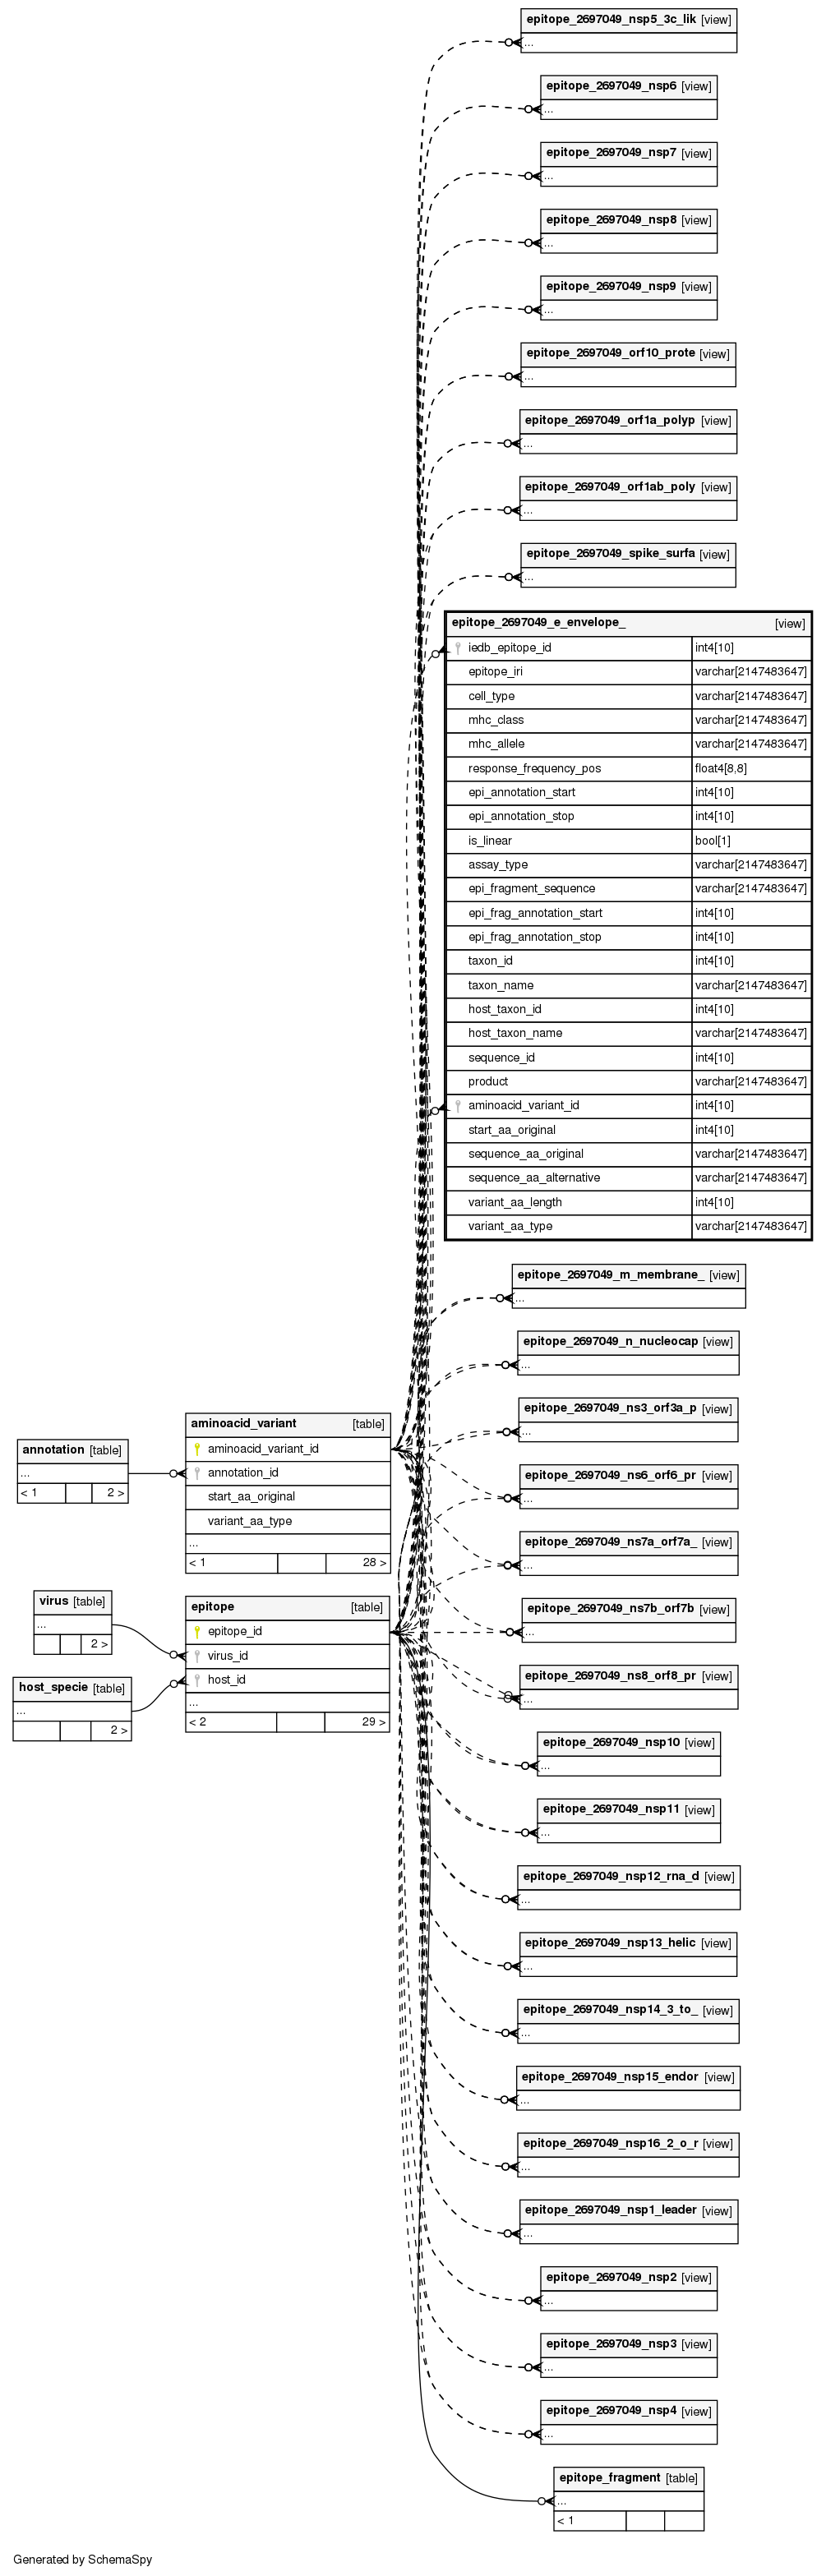 epitope_2697049_nsp5_3c_lik [view]
...
epitope_2697049_nsp6 [view]
...
epitope_2697049_nsp7 [view]
...
epitope_2697049_nsp8 [view]
...
epitope_2697049_nsp9 [view]
...
epitope_2697049_orf10_prote [view]
...
epitope_2697049_orf1a_polyp [view]
...
epitope_2697049_orf1ab_poly [view]
...
epitope_2697049_spike_surfa [view]
...
epitope_2697049_e_envelope_ [view]
iedb_epitope_id int4[10]
epitope_iri varchar[2147483647]
cell_type varchar[2147483647]
mhc_class varchar[2147483647]
mhc_allele varchar[2147483647]
response_frequency_pos float4[8,8]
epi_annotation_start int4[10]
epi_annotation_stop int4[10]
is_linear bool[1]
assay_type varchar[2147483647]
epi_fragment_sequence varchar[2147483647]
epi_frag_annotation_start int4[10]
epi_frag_annotation_stop int4[10]
taxon_id int4[10]
taxon_name varchar[2147483647]
host_taxon_id int4[10]
host_taxon_name varchar[2147483647]
sequence_id int4[10]
product varchar[2147483647]
aminoacid_variant_id int4[10]
start_aa_original int4[10]
sequence_aa_original varchar[2147483647]
sequence_aa_alternative varchar[2147483647]
variant_aa_length int4[10]
variant_aa_type varchar[2147483647]
epitope_2697049_m_membrane_ [view]
...
epitope_2697049_n_nucleocap [view]
...
epitope_2697049_ns3_orf3a_p [view]
...
aminoacid_variant [table]
aminoacid_variant_id
annotation_id
start_aa_original
variant_aa_type
...
< 1 28 >
annotation [table]
...
< 1 2 >
epitope_2697049_ns6_orf6_pr [view]
...
epitope_2697049_ns7a_orf7a_ [view]
...
virus [table]
...
2 >
epitope [table]
epitope_id
virus_id
host_id
...
< 2 29 >
host_specie [table]
...
2 >
epitope_2697049_ns7b_orf7b [view]
...
epitope_2697049_ns8_orf8_pr [view]
...
epitope_2697049_nsp10 [view]
...
epitope_2697049_nsp11 [view]
...
epitope_2697049_nsp12_rna_d [view]
...
epitope_2697049_nsp13_helic [view]
...
epitope_2697049_nsp14_3_to_ [view]
...
epitope_2697049_nsp15_endor [view]
...
epitope_2697049_nsp16_2_o_r [view]
...
epitope_2697049_nsp1_leader [view]
...
epitope_2697049_nsp2 [view]
...
epitope_2697049_nsp3 [view]
...
epitope_2697049_nsp4 [view]
...
epitope_fragment [table]
...
< 1
Generated by SchemaSpy